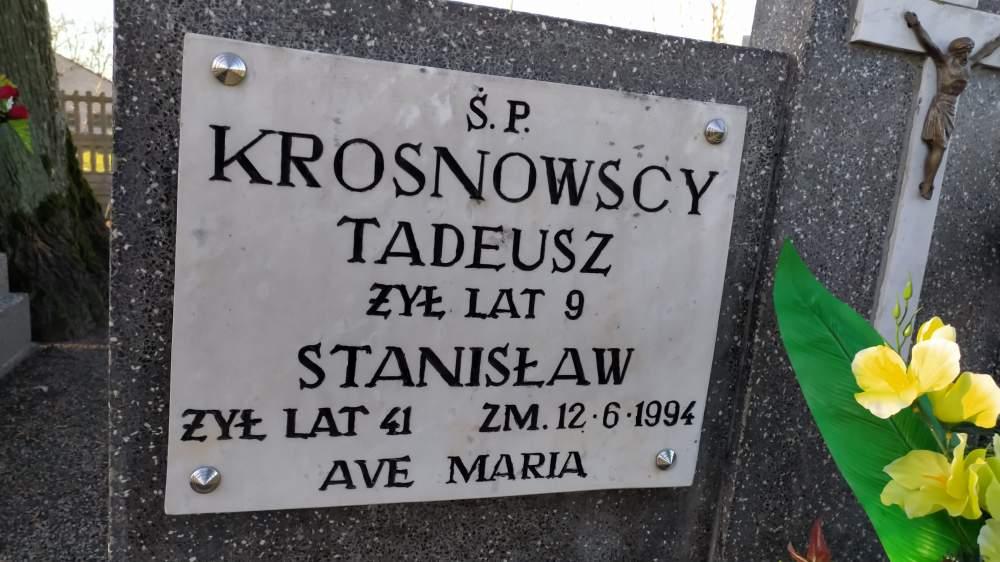 Ś.P.
KROSNOWSCY
TADEUSZ
ŻYŁ LAT 9
STANISŁAW
ŻYŁ LAT 41 ZM. 12·6·1994
AVE MARIA